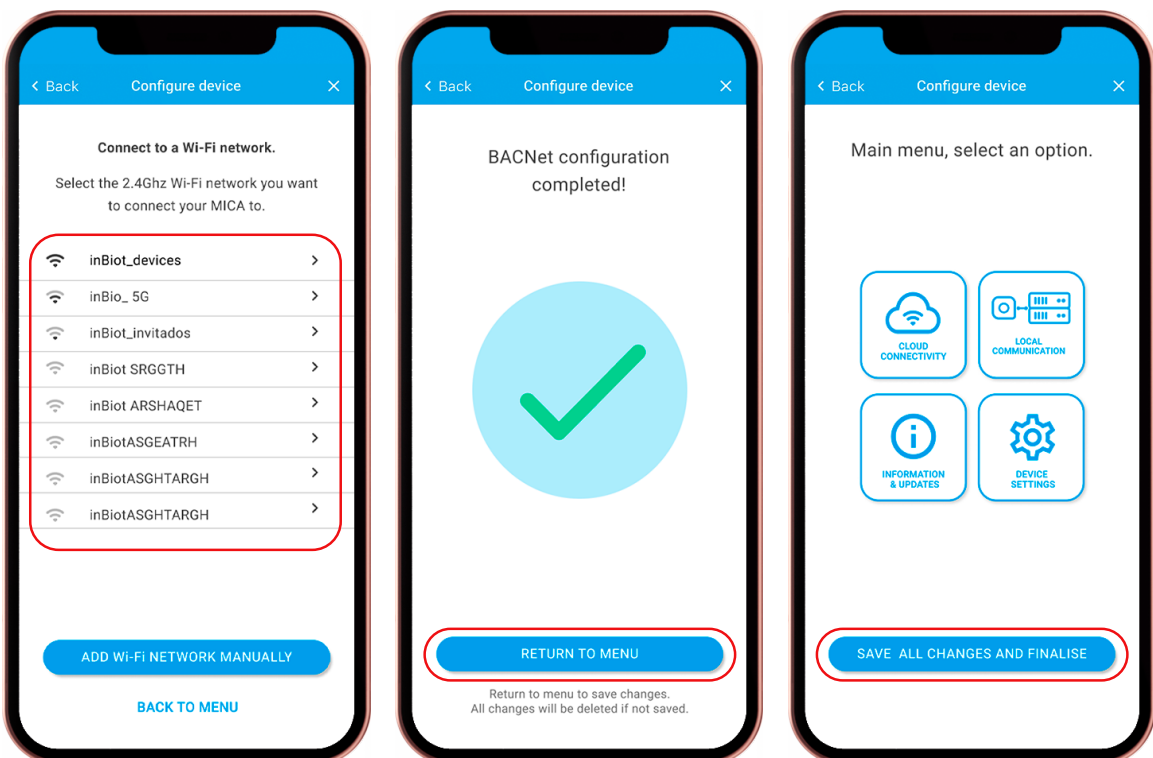 Back
Configure device
Connect to a Wi-Fi network.
Select the 2.4Ghz Wi-Fi network you want
to connect your MICA to.
inBiot_devices
inBio_ 5G
inBiot_invitados
inBiot SRGGTH
inBiot ARSHAQET
inBiotASGEATRH
inBiotASGHTARGH
inBiotASGHTARGH
ADD Wi-Fi NETWORK MANUALLY
BACK TO MENU
Back
Configure device
BACNet configuration
completed!
RETURN TO MENU
Return to menu to save changes.
All changes will be deleted if not saved.
Back
Configure device
Main menu, select an option.
CLOUD
CONNECTIVITY
LOCAL
COMMUNICATION
INFORMATION
& UPDATES
DEVICE
SETTINGS
SAVE ALL CHANGES AND FINALISE